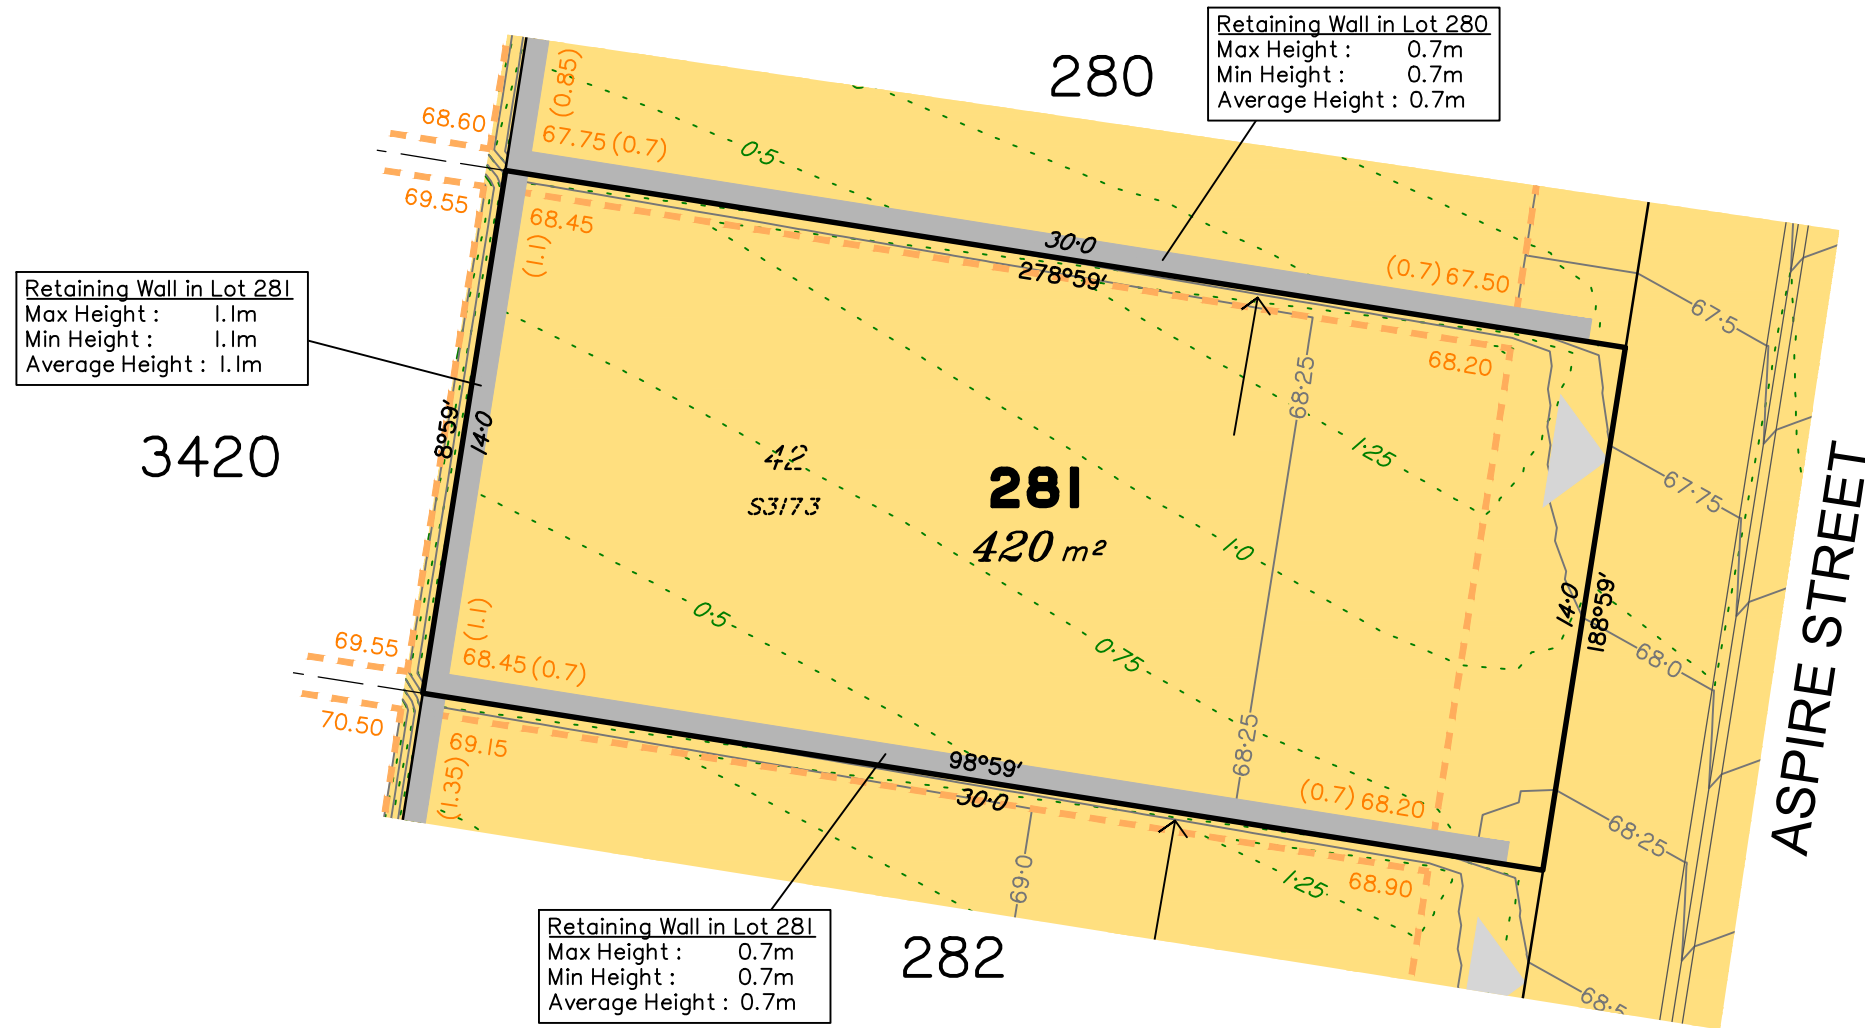 Retaining Wall in Lot 280
Max Height : 0.7m
Min Height : 0.7m
Average Height : 0.7m
280
(0.85)
68.60
67.75 (0.7)
0·5
69.55
68.45
(1.1)
30·0
278°59′
(0.7) 67.50
67·5
Retaining Wall in Lot 281
Max Height : 1.1m
Min Height : 1.1m
Average Height : 1.1m
68.20
68·25
8°59′
14·0
3420
42
S3173
281
420 m²
1·25
1·0
67·75
ASPIRE STREET
14·0
188°59′
0·5
0·75
68·0
69.55
(1.1)
68.45 (0.7)
70.50
69.15
(1.35)
98°59′
30·0
68·25
(0.7) 68.20
68·25
69·0
1·25
68.90
Retaining Wall in Lot 281
Max Height : 0.7m
Min Height : 0.7m
Average Height : 0.7m
282
68·5